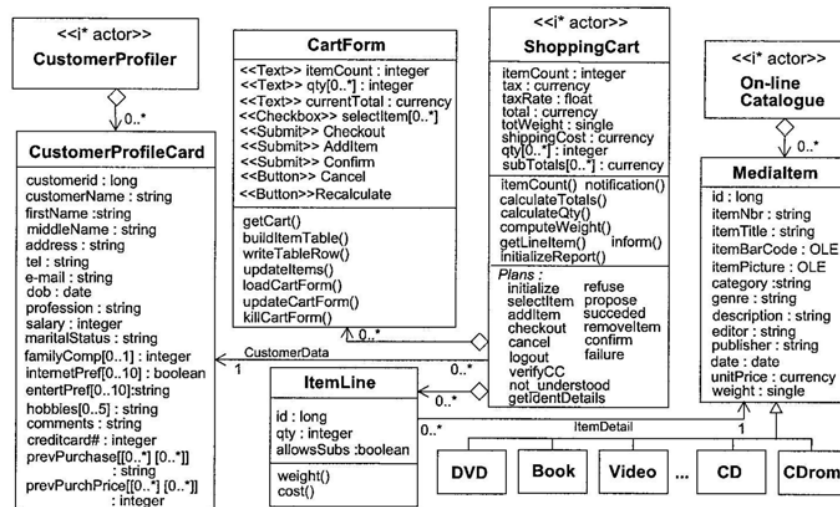 <<i* actor>>
CustomerProfiler
0..*
CustomerProfileCard
customerid : long
customerName : string
firstName :string
middleName : string
address : string
tel : string
e-mail : string
dob : date
profession : string
salary : integer
maritalStatus : string
familyComp[0..1] : integer
internetPref[0..10] : boolean
entertPref[0..10]:string
hobbies[0..5] : string
comments : string
creditcard# : integer
prevPurchase[[0..*] [0..*]]
: string
prevPurchPrice[[0..*] [0..*]]
: integer
CartForm
<<Text>> itemCount : integer
<<Text>> qty[0..*] : integer
<<Text>> currentTotal : currency
<<Checkbox>> selectItem[0..*]
<<Submit>> Checkout
<<Submit>> AddItem
<<Submit>> Confirm
<<Button>> Cancel
<<Button>>Recalculate
getCart()
buildItemTable()
writeTableRow()
updateItems()
loadCartForm()
updateCartForm()
killCartForm()
0..*
CustomerData
1
0..*
ItemLine
0..*
id : long
qty : integer
allowsSubs :boolean
weight()
cost()
<<i* actor>>
ShoppingCart
itemCount : integer
tax : currency
taxRate : float
total : currency
totWeight : single
shippingCost : currency
qty[0..*] : integer
subTotals[0..*] : currency
itemCount() notification()
calculateTotals()
calculateQty()
computeWeight()
getLineItem() inform()
initializeReport()
Plans :
initialize refuse
selectItem propose
addItem succeded
checkout removeItem
cancel confirm
logout failure
verifyCC
not_understood
getIdentDetails
0..*
ItemDetail
1
<<i* actor>>
On-line
Catalogue
0..*
MediaItem
id : long
itemNbr : string
itemTitle : string
itemBarCode : OLE
itemPicture : OLE
category :string
genre : string
description : string
editor : string
publisher : string
date : date
unitPrice : currency
weight : single
DVD
Book
Video
...
CD
CDrom